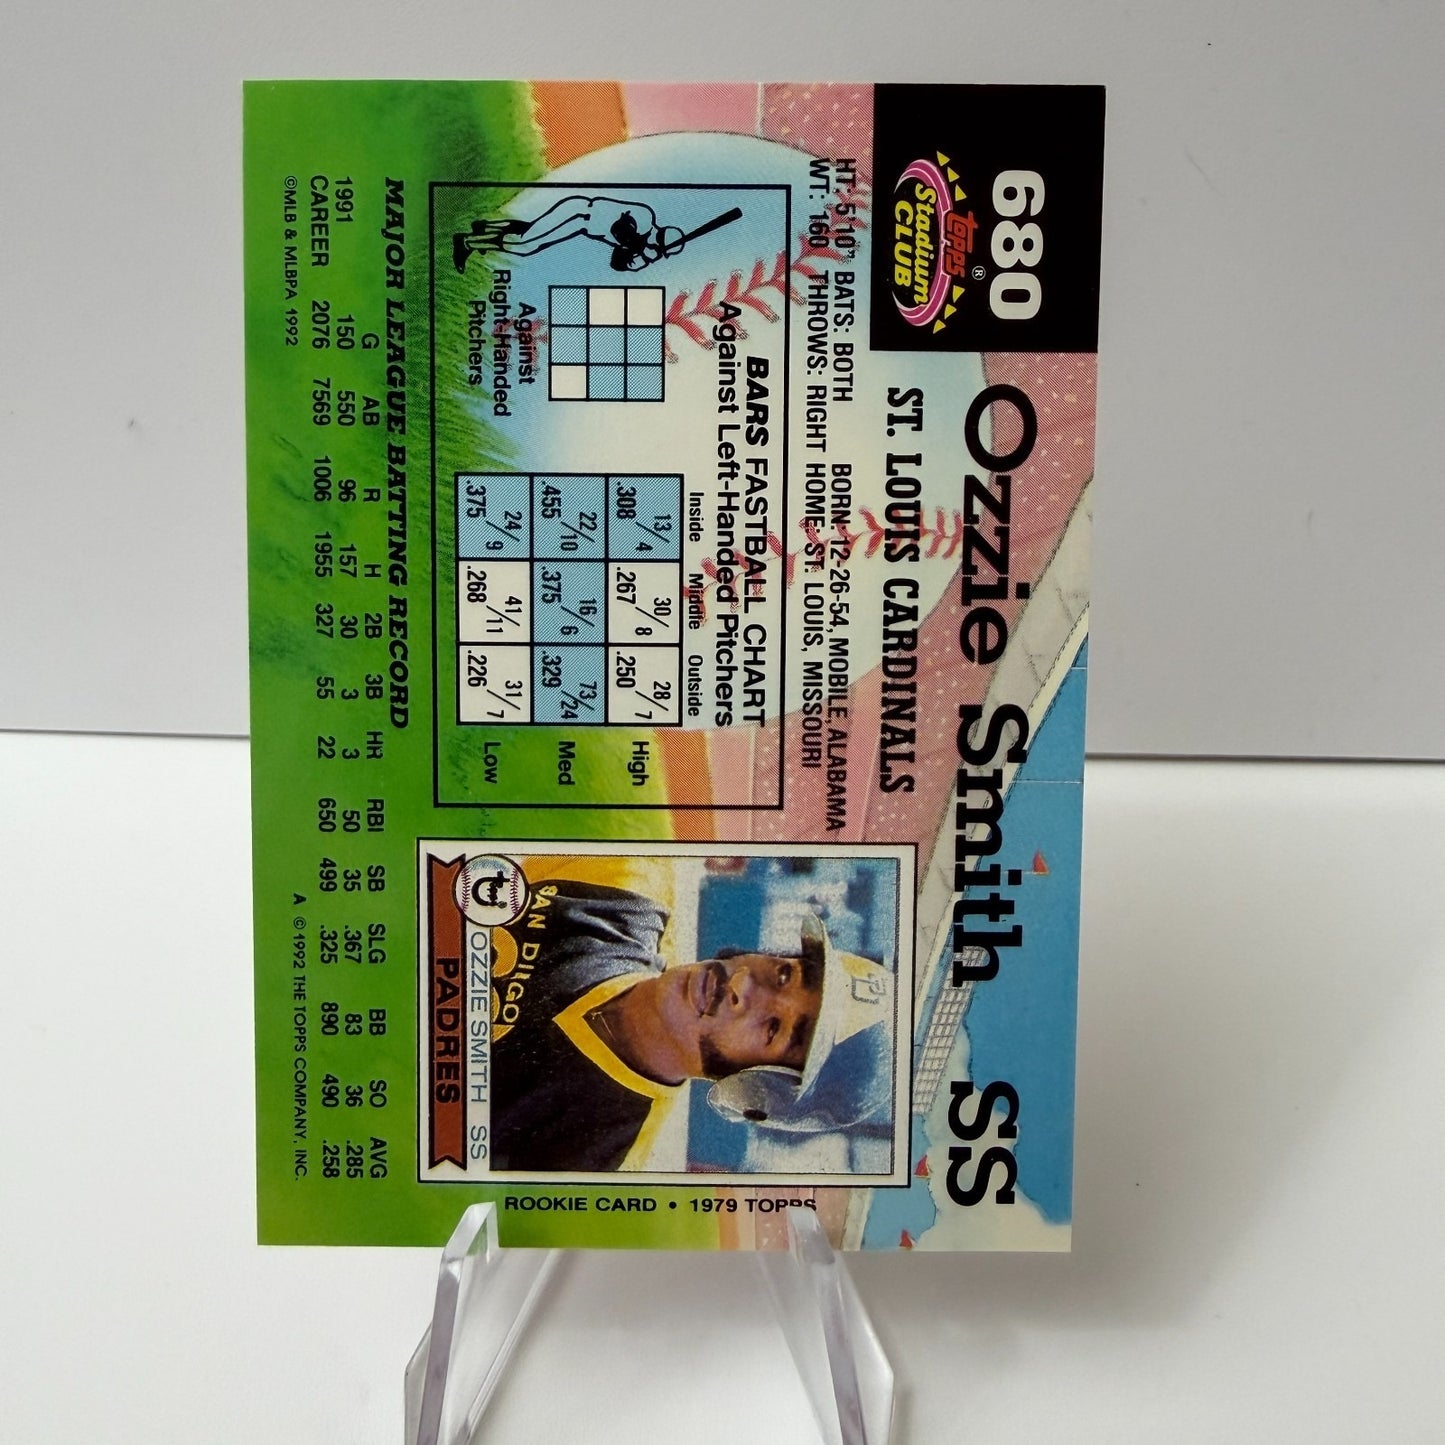 680
TOPPS®
Stadium
CLUB
Ozzie Smith SS
ST. LOUIS CARDINALS
HT: 5'10" BATS: BOTH BORN: 12-26-54, MOBILE, ALABAMA
WT: 160 THROWS: RIGHT HOME: ST. LOUIS, MISSOURI
BARS FASTBALL CHART
Against Left-Handed Pitchers
Inside Middle Outside
13/4 30/8 28/7
.308 .267 .250
High
22/10 16/6 73/24
.455 .375 .329
Med
24/9 41/11 31/7
.375 .268 .226
Low
Against
Right-Handed
Pitchers
SAN DIEGO
topps®
OZZIE SMITH SS
PADRES
ROOKIE CARD • 1979 TOPPS
MAJOR LEAGUE BATTING RECORD
G AB R H 2B 3B HR RBI SB SLG BB SO AVG
1991 150 550 96 157 30 3 3 50 35 .367 83 36 .285
CAREER 2076 7569 1006 1955 327 55 22 650 499 .325 890 490 .258
©MLB & MLBPA 1992 A ©1992 THE TOPPS COMPANY, INC.